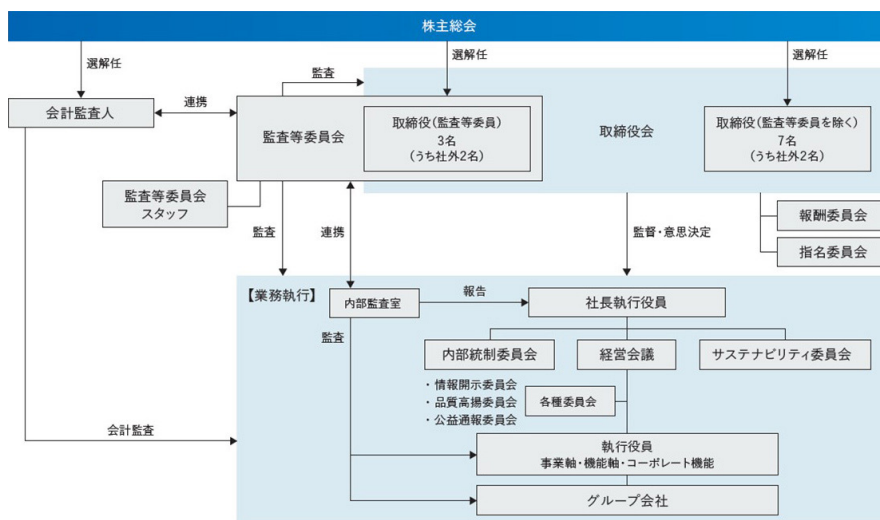 株主総会
選解任
選解任
選解任
監査
会計監査人
連携
監査等委員会
取締役(監査等委員)
3名
(うち社外2名)
取締役会
取締役(監査等委員を除く)
7名
(うち社外2名)
監査等委員会
スタッフ
監査
連携
監督・意思決定
報酬委員会
指名委員会
【業務執行】
内部監査室
報告
社長執行役員
監査
内部統制委員会
経営会議
サステナビリティ委員会
・情報開示委員会
・品質高揚委員会
・公益通報委員会
各種委員会
会計監査
執行役員
事業軸・機能軸・コーポレート機能
グループ会社